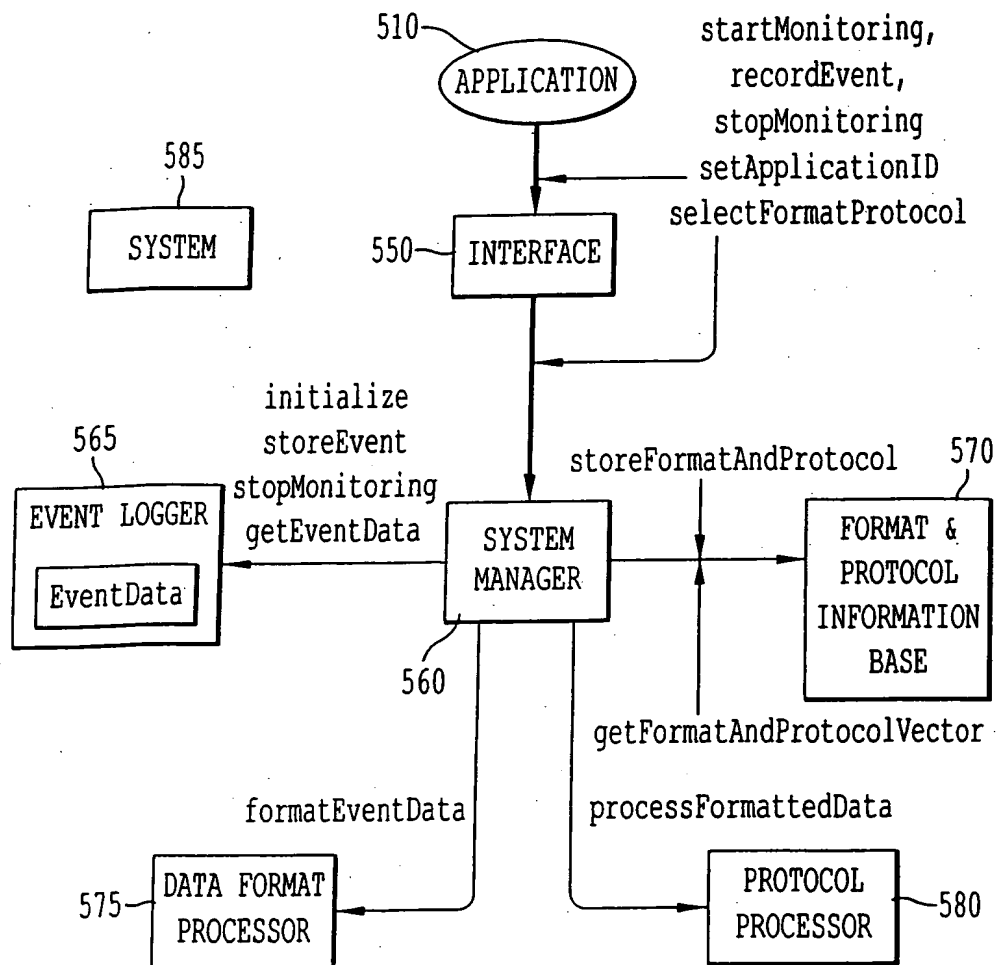 510
APPLICATION
startMonitoring,
recordEvent,
stopMonitoring
setApplicationID
selectFormatProtocol
585
SYSTEM
550
INTERFACE
initialize
storeEvent
stopMonitoring
getEventData
565
EVENT LOGGER
EventData
storeFormatAndProtocol
570
SYSTEM
MANAGER
560
FORMAT &
PROTOCOL
INFORMATION
BASE
getFormatAndProtocolVector
formatEventData
processFormattedData
575
DATA FORMAT
PROCESSOR
PROTOCOL
PROCESSOR
580